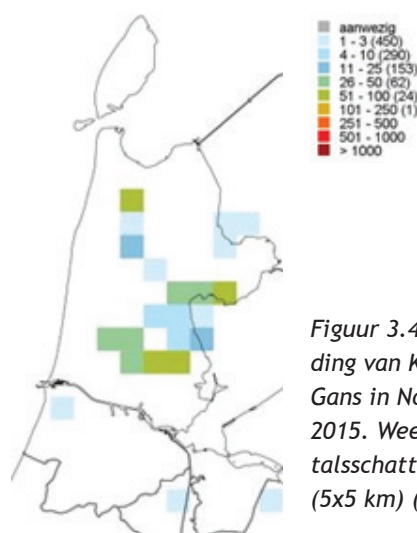 aanwezig
1 - 3 (450)
4 - 10 (290)
11 - 25 (153)
26 - 50 (62)
51 - 100 (24)
101 - 250 (1)
251 - 500
501 - 1000
> 1000
Figuur 3.4
ding van K
Gans in No
2015. Wee
talsschatt
(5x5 km) (